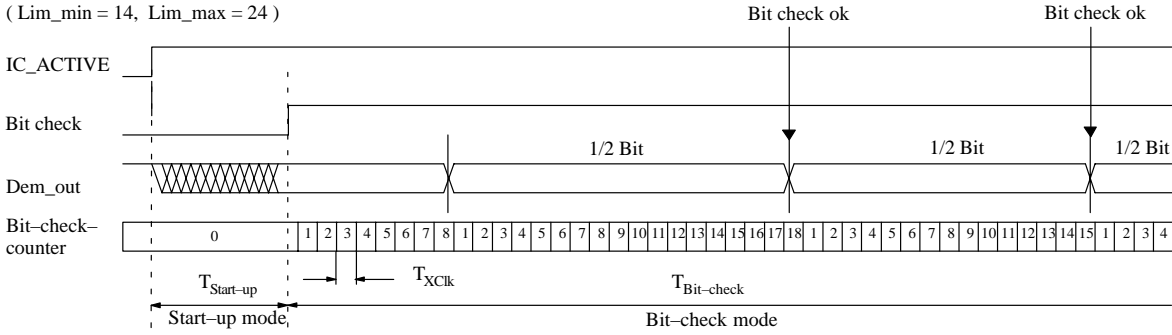 ( Lim_min = 14, Lim_max = 24 )
Bit check ok
Bit check ok
IC_ACTIVE
Bit check
1/2 Bit
1/2 Bit
1/2 Bit
Dem_out
Bit–check–
counter
0
1 2 3 4 5 6 7 8 1 2 3 4 5 6 7 8 9 10 11 12 13 14 15 16 17 18 1 2 3 4 5 6 7 8 9 10 11 12 13 14 15 1 2 3 4
TStart–up
TXClk
TBit–check
Start–up mode
Bit–check mode